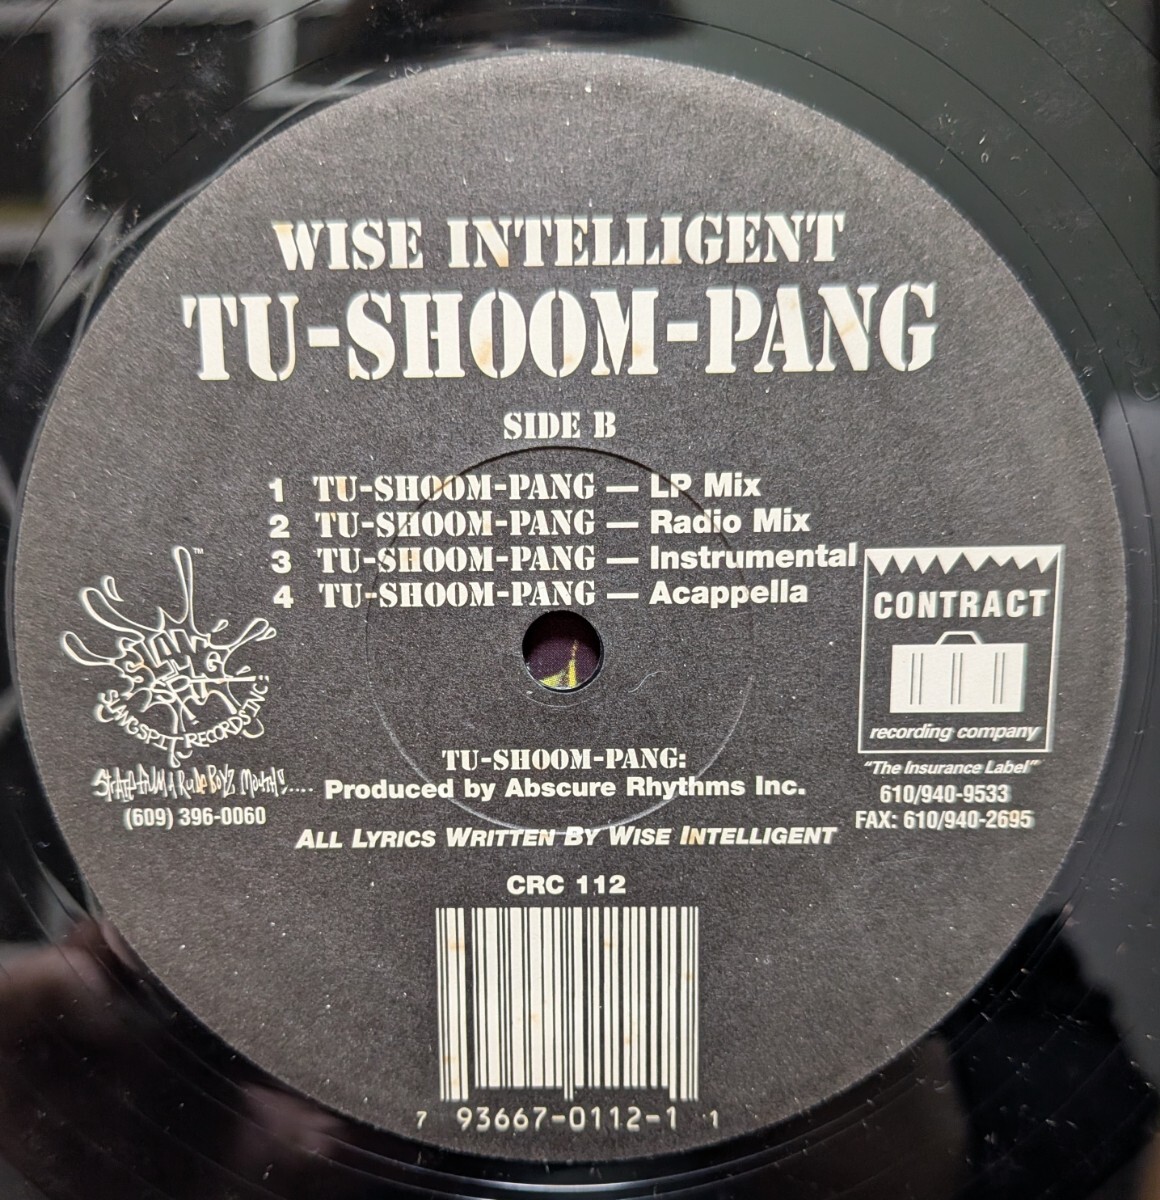 WISE INTELLIGENT
TU-SHOOM-PANG
SIDE B
1 TU-SHOOM-PANG — LP Mix
2 TU-SHOOM-PANG — Radio Mix
3 TU-SHOOM-PANG — Instrumental
4 TU-SHOOM-PANG — Acappella
™
SLANG SPIT
SLANGSPIT RECORDS INC.
(609) 396-0060
CONTRACT
recording company
"The Insurance Label"
610/940-9533
FAX: 610/940-2695
TU-SHOOM-PANG:
Produced by Abscure Rhythms Inc.
ALL LYRICS WRITTEN BY WISE INTELLIGENT
CRC 112
7 93667-0112-1 1